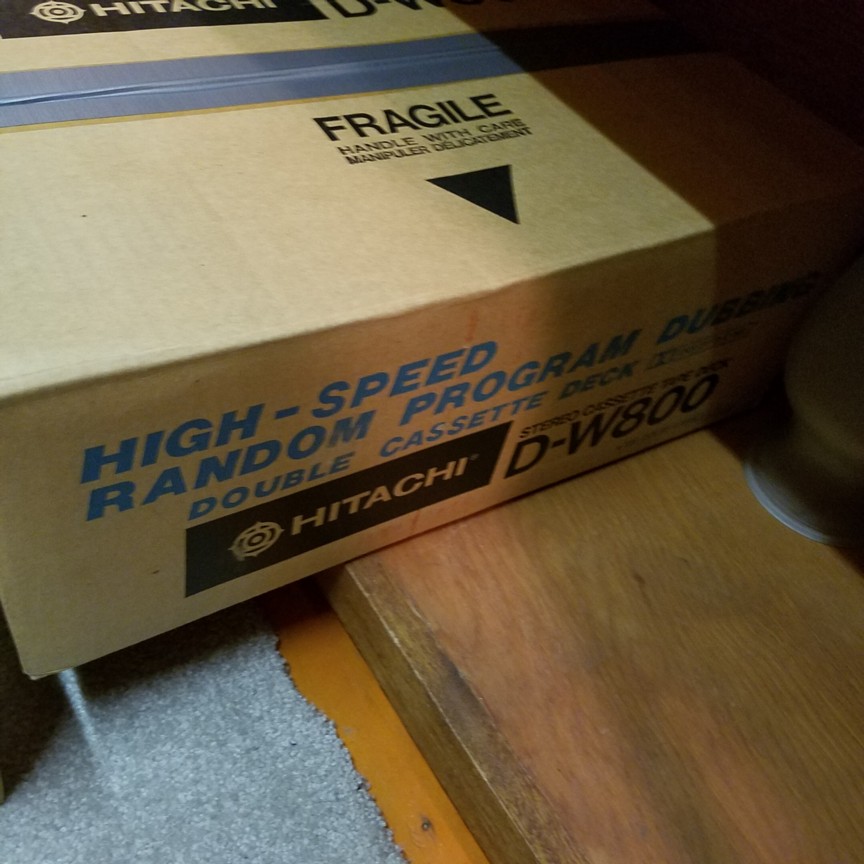 HITACHI
FRAGILE
HANDLE WITH CARE
MANIPULER DELICATEMENT
HIGH-SPEED
RANDOM PROGRAM DUBBING
DOUBLE CASSETTE DECK
STEREO CASSETTE TAPE DECK
HITACHI D-W800